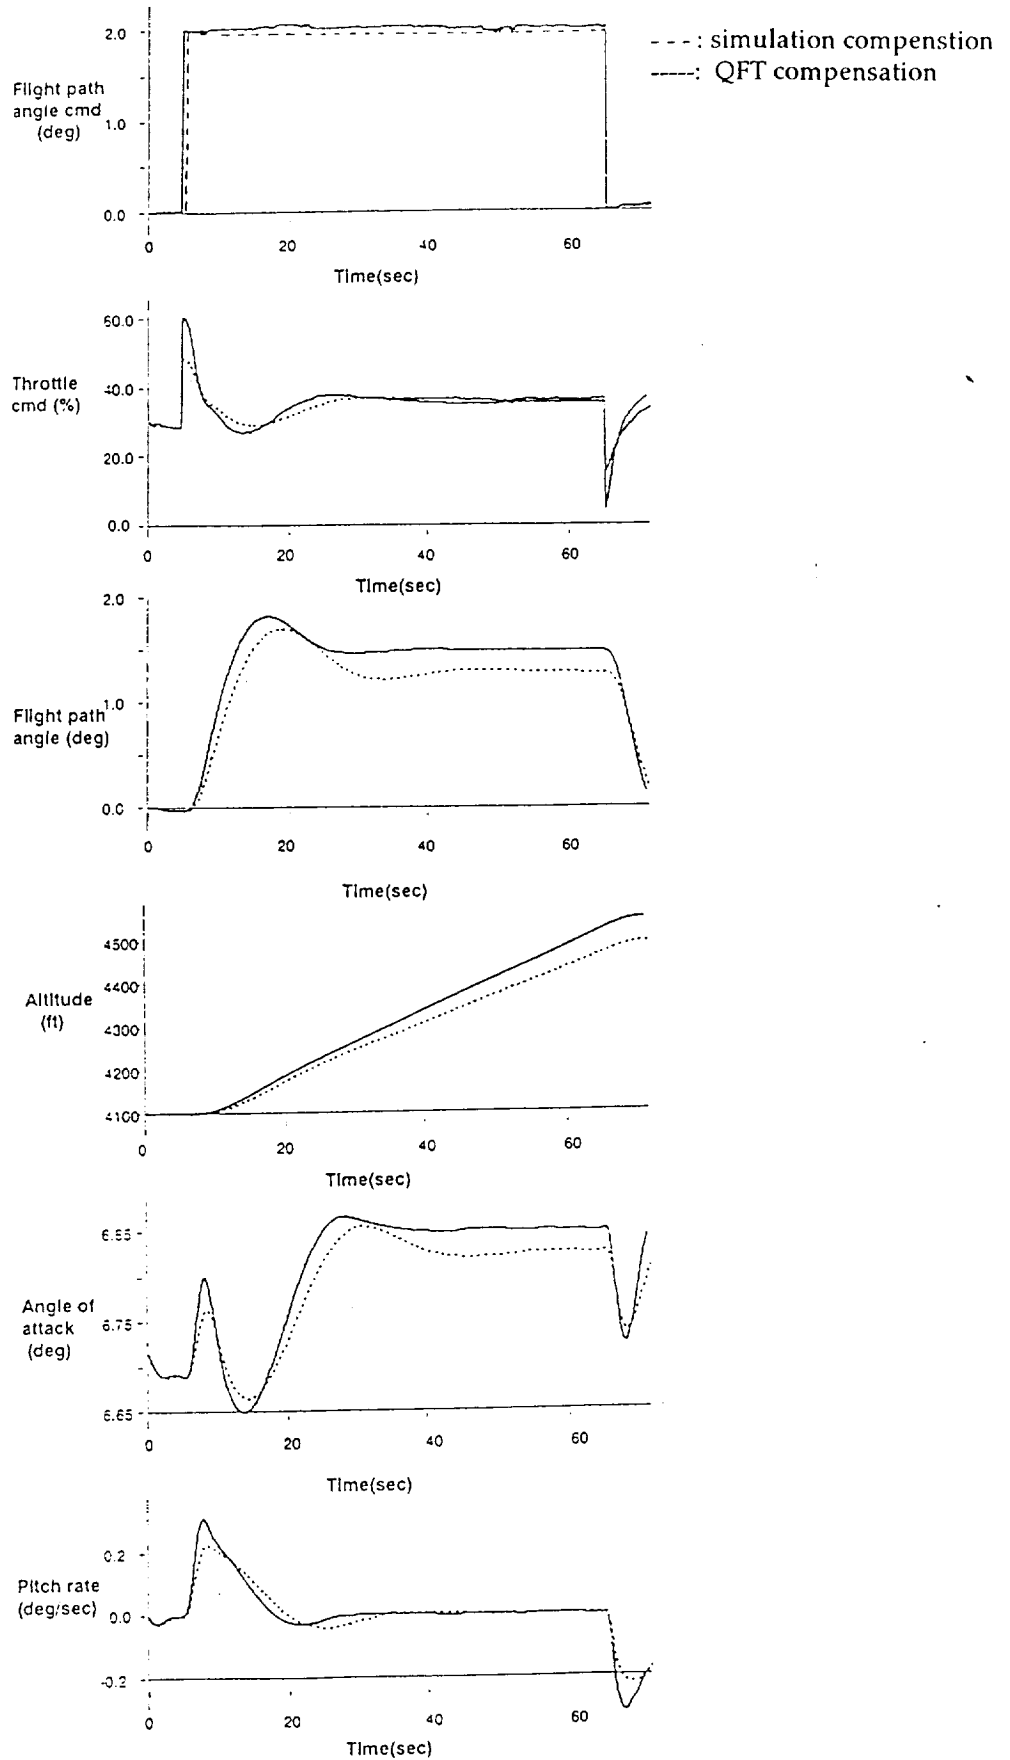 2.0
- - - : simulation compenstion
----: QFT compensation
Flight path
angle cmd
(deg)
1.0
0.0
0 20 40 60
Time(sec)
60.0
Throttle
cmd (%)
40.0
20.0
0.0
0 20 40 60
Time(sec)
2.0
1.0
Flight path
angle (deg)
0.0
0 20 40 60
Time(sec)
4500
4400
Altitude
(ft)
4300
4200
4100
0 20 40 60
Time(sec)
Angle of
attack
(deg)
6.75
6.65
0 20 40 60
Time(sec)
0.2
Pitch rate
(deg/sec)
0.0
-0.2
0 20 40 60
Time(sec)